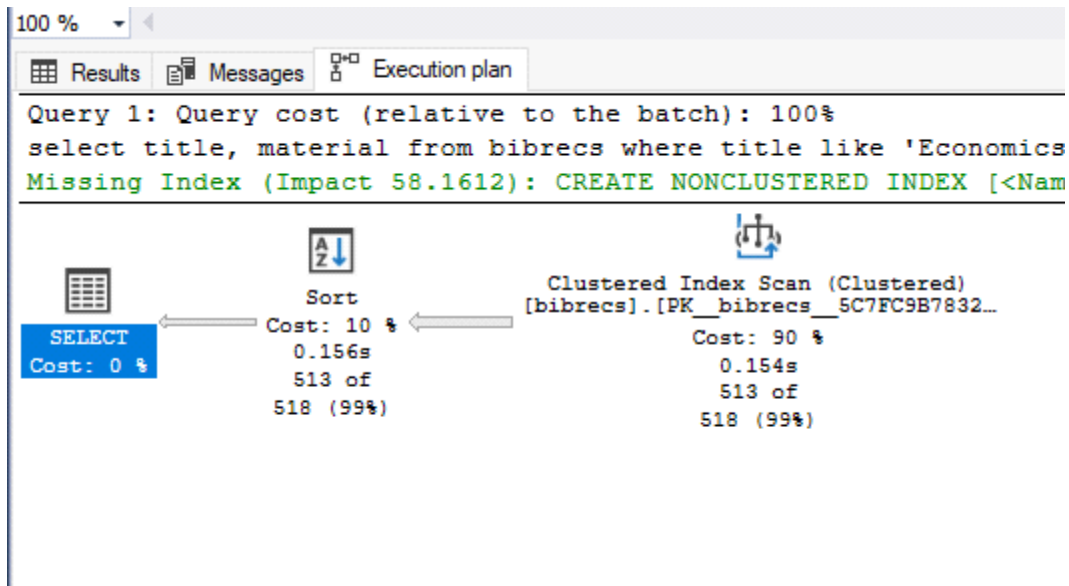 100 %
Results Messages Execution plan
Query 1: Query cost (relative to the batch): 100%
select title, material from bibrecs where title like 'Economics
Missing Index (Impact 58.1612): CREATE NONCLUSTERED INDEX [<Nam
SELECT
Cost: 0 %
Sort
Cost: 10 %
0.156s
513 of
518 (99%)
Clustered Index Scan (Clustered)
[bibrecs].[PK__bibrecs__5C7FC9B7832…
Cost: 90 %
0.154s
513 of
518 (99%)